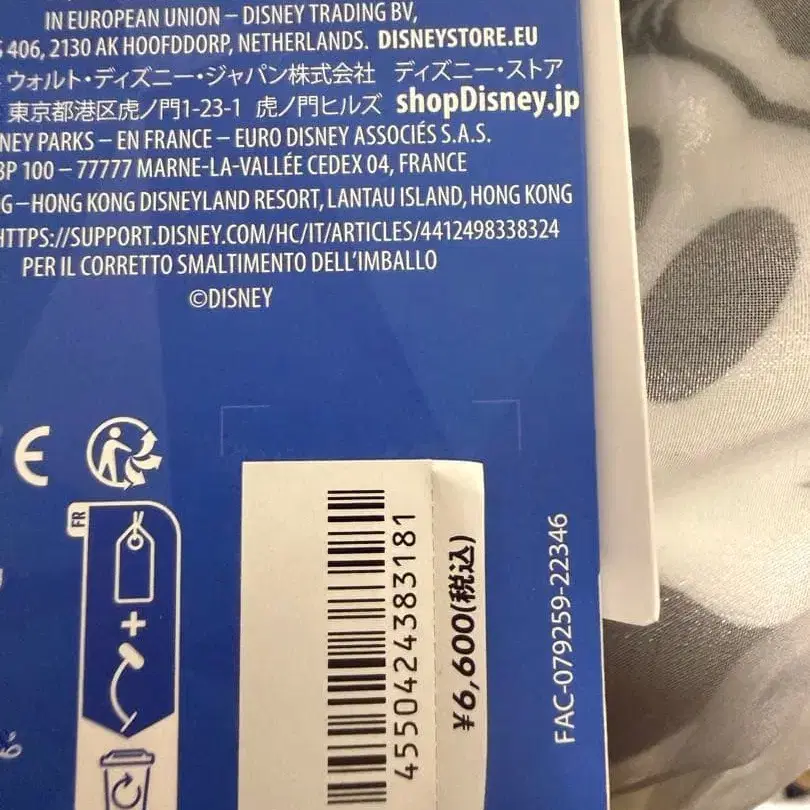 IN EUROPEAN UNION – DISNEY TRADING BV,
406, 2130 AK HOOFDDORP, NETHERLANDS. DISNEYSTORE.EU
ウォルト・ディズニー・ジャパン株式会社 ディズニー・ストア
東京都港区虎ノ門1-23-1 虎ノ門ヒルズ shopDisney.jp
NEY PARKS – EN FRANCE – EURO DISNEY ASSOCIÉS S.A.S.
BP 100 – 77777 MARNE-LA-VALLÉE CEDEX 04, FRANCE
G – HONG KONG DISNEYLAND RESORT, LANTAU ISLAND, HONG KONG
HTTPS://SUPPORT.DISNEY.COM/HC/IT/ARTICLES/4412498338324
PER IL CORRETTO SMALTIMENTO DELL'IMBALLO
©DISNEY
CE
FR
+
4550424383181
¥6,600(税込)
FAC-079259-22346